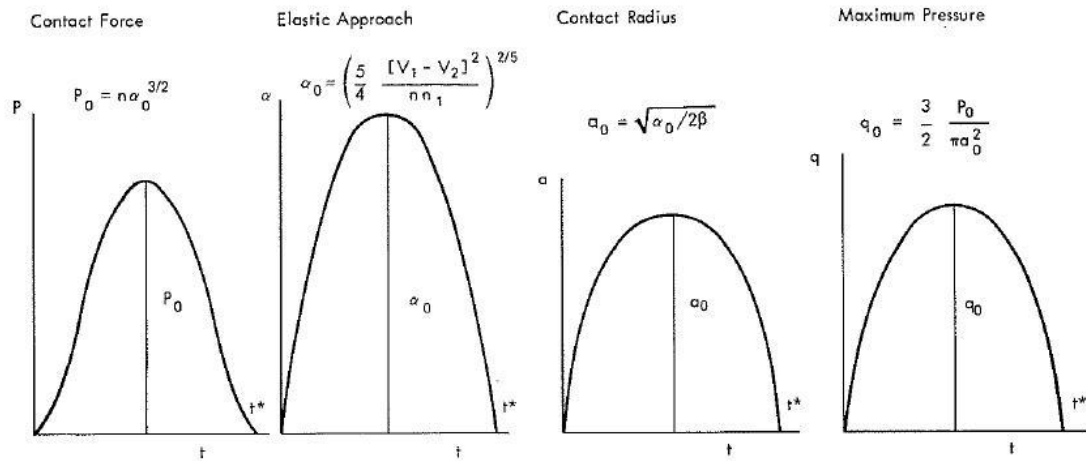 Contact Force
P₀ = nα₀^3/2
P
P₀
t*
t
Elastic Approach
α₀ = (5/4 [V₁ - V₂]²/nn₁)^2/5
α
α₀
t*
t
Contact Radius
a₀ = √α₀/2β
a
a₀
t*
t
Maximum Pressure
q₀ = 3/2 P₀/πa₀²
q
q₀
t*
t